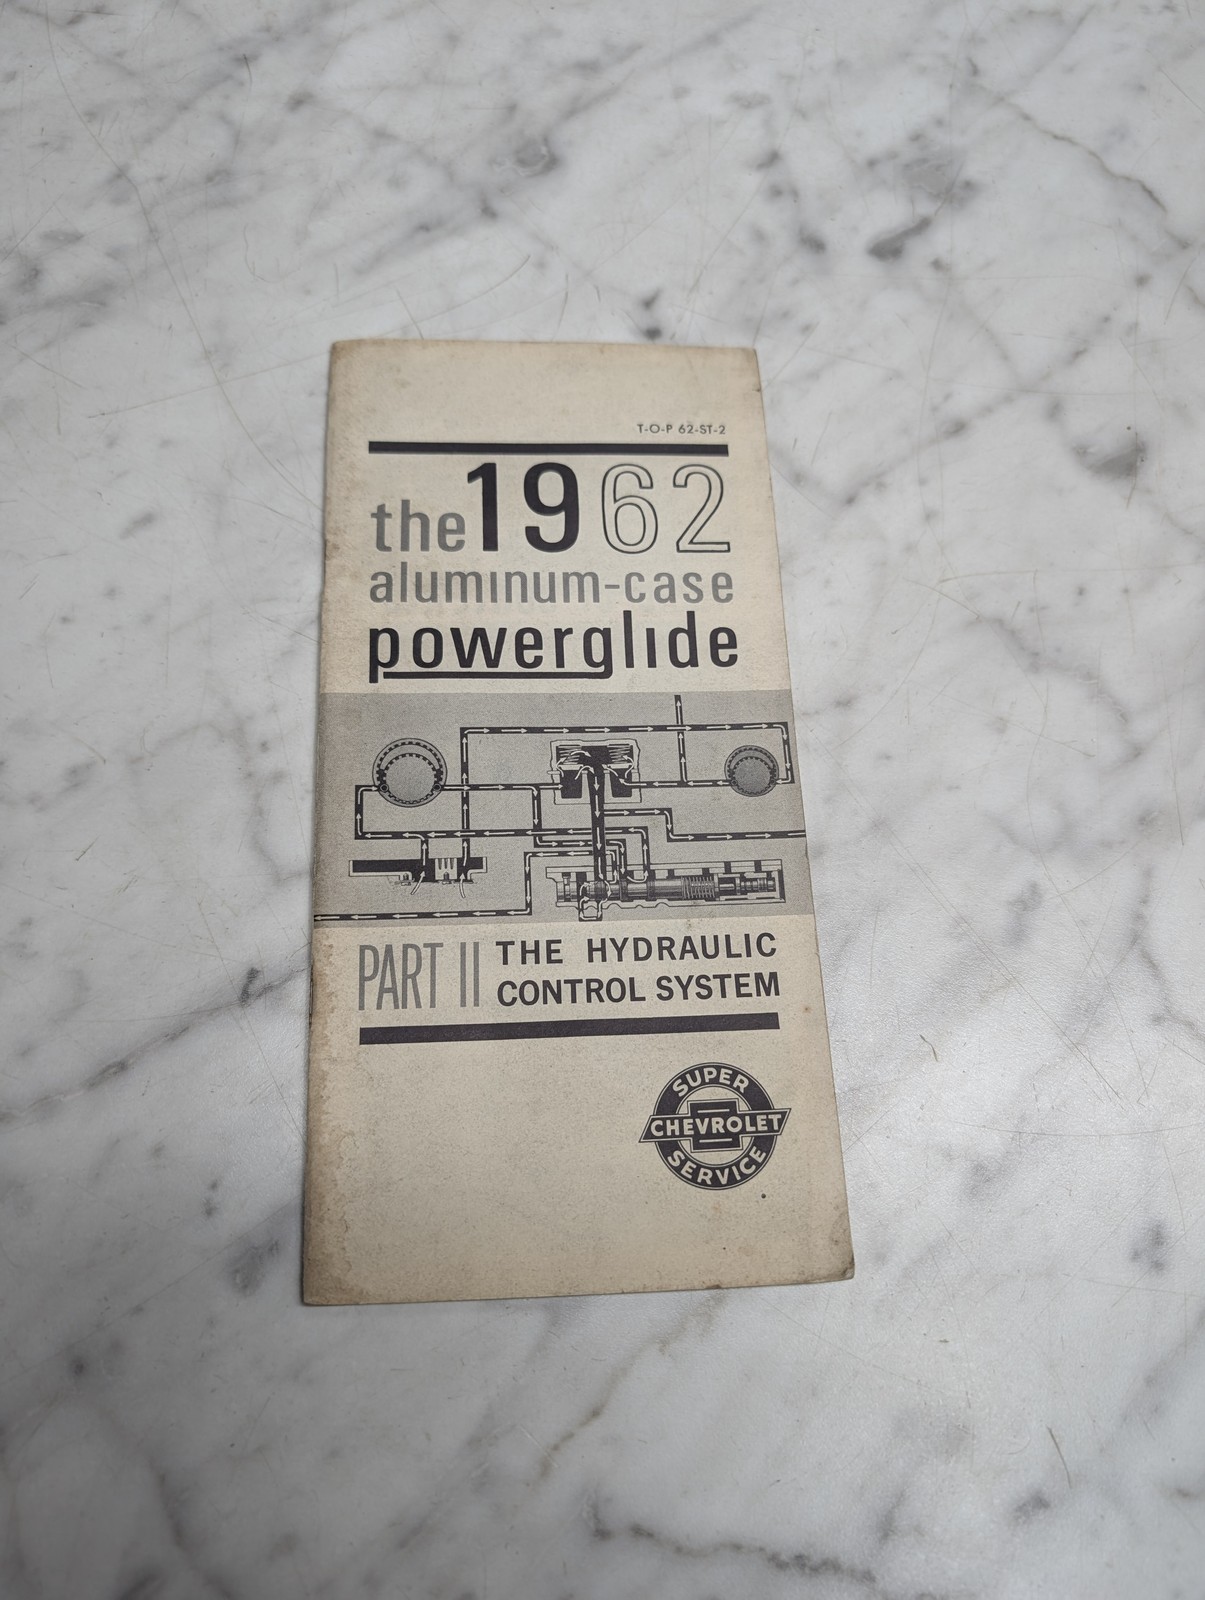 T-O-P 62-ST-2
the 1962
aluminum-case
powerglide
PART II THE HYDRAULIC
CONTROL SYSTEM
SUPER
CHEVROLET
SERVICE